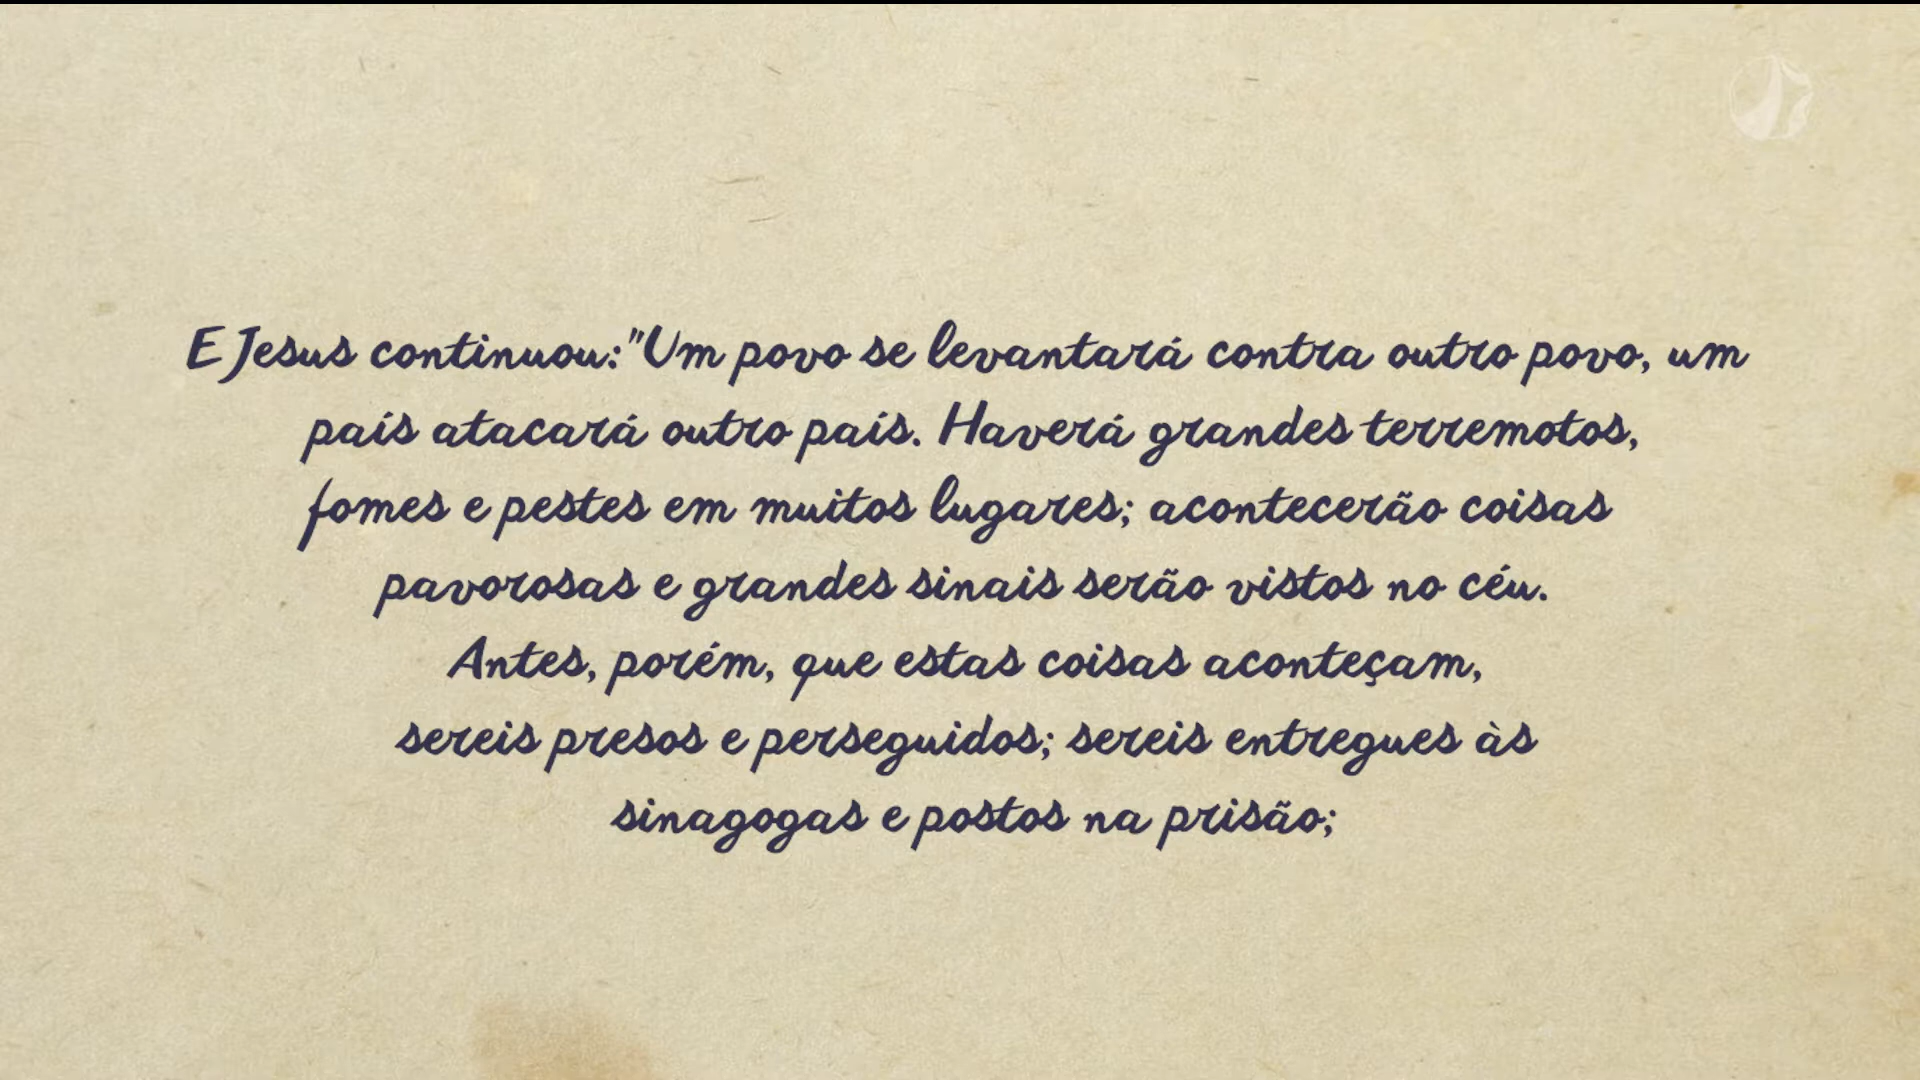 E Jesus continuou:"Um povo se levantará contra outro povo, um
país atacará outro país. Haverá grandes terremotos,
fomes e pestes em muitos lugares; acontecerão coisas
pavorosas e grandes sinais serão vistos no céu.
Antes, porém, que estas coisas aconteçam,
sereis presos e perseguidos; sereis entregues às
sinagogas e postos na prisão;